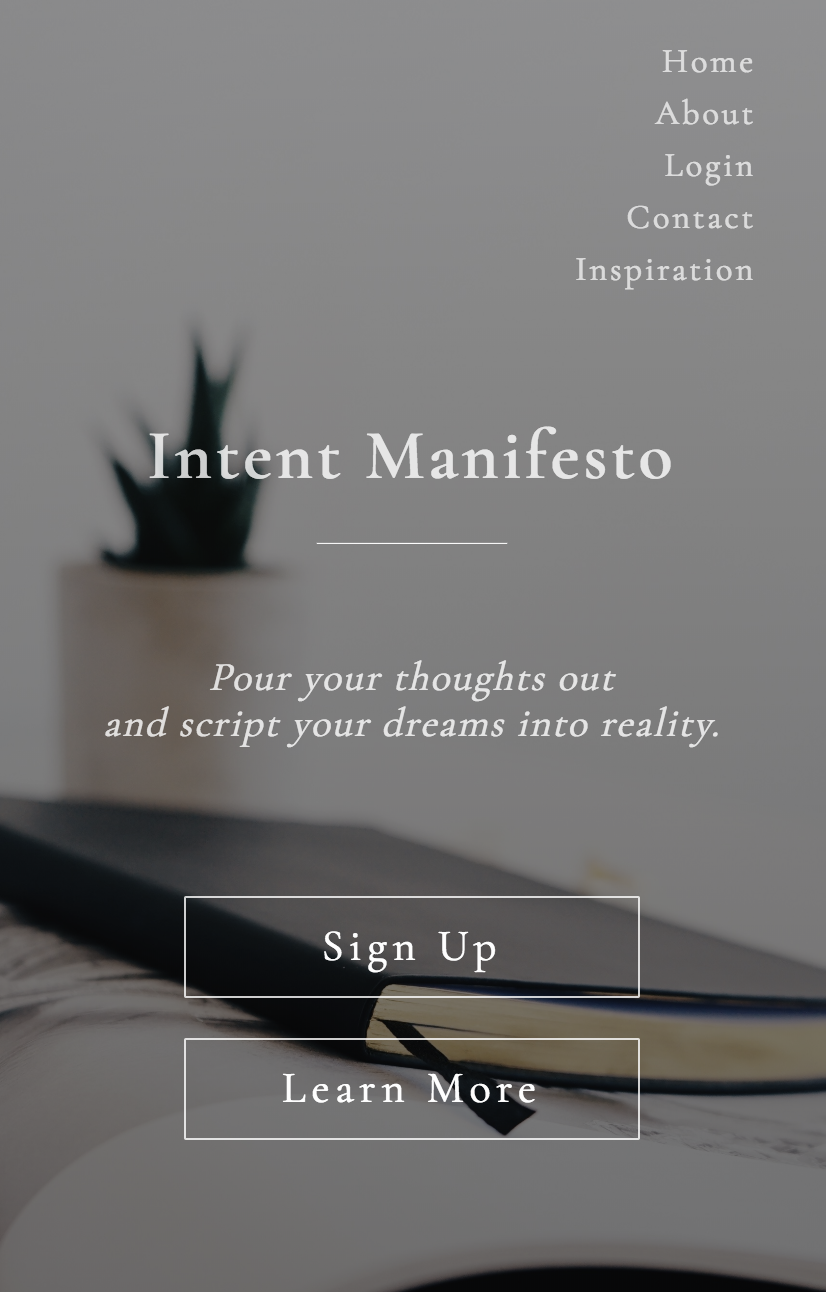 Home
About
Login
Contact
Inspiration
Intent Manifesto
Pour your thoughts out
and script your dreams into reality.
Sign Up
Learn More